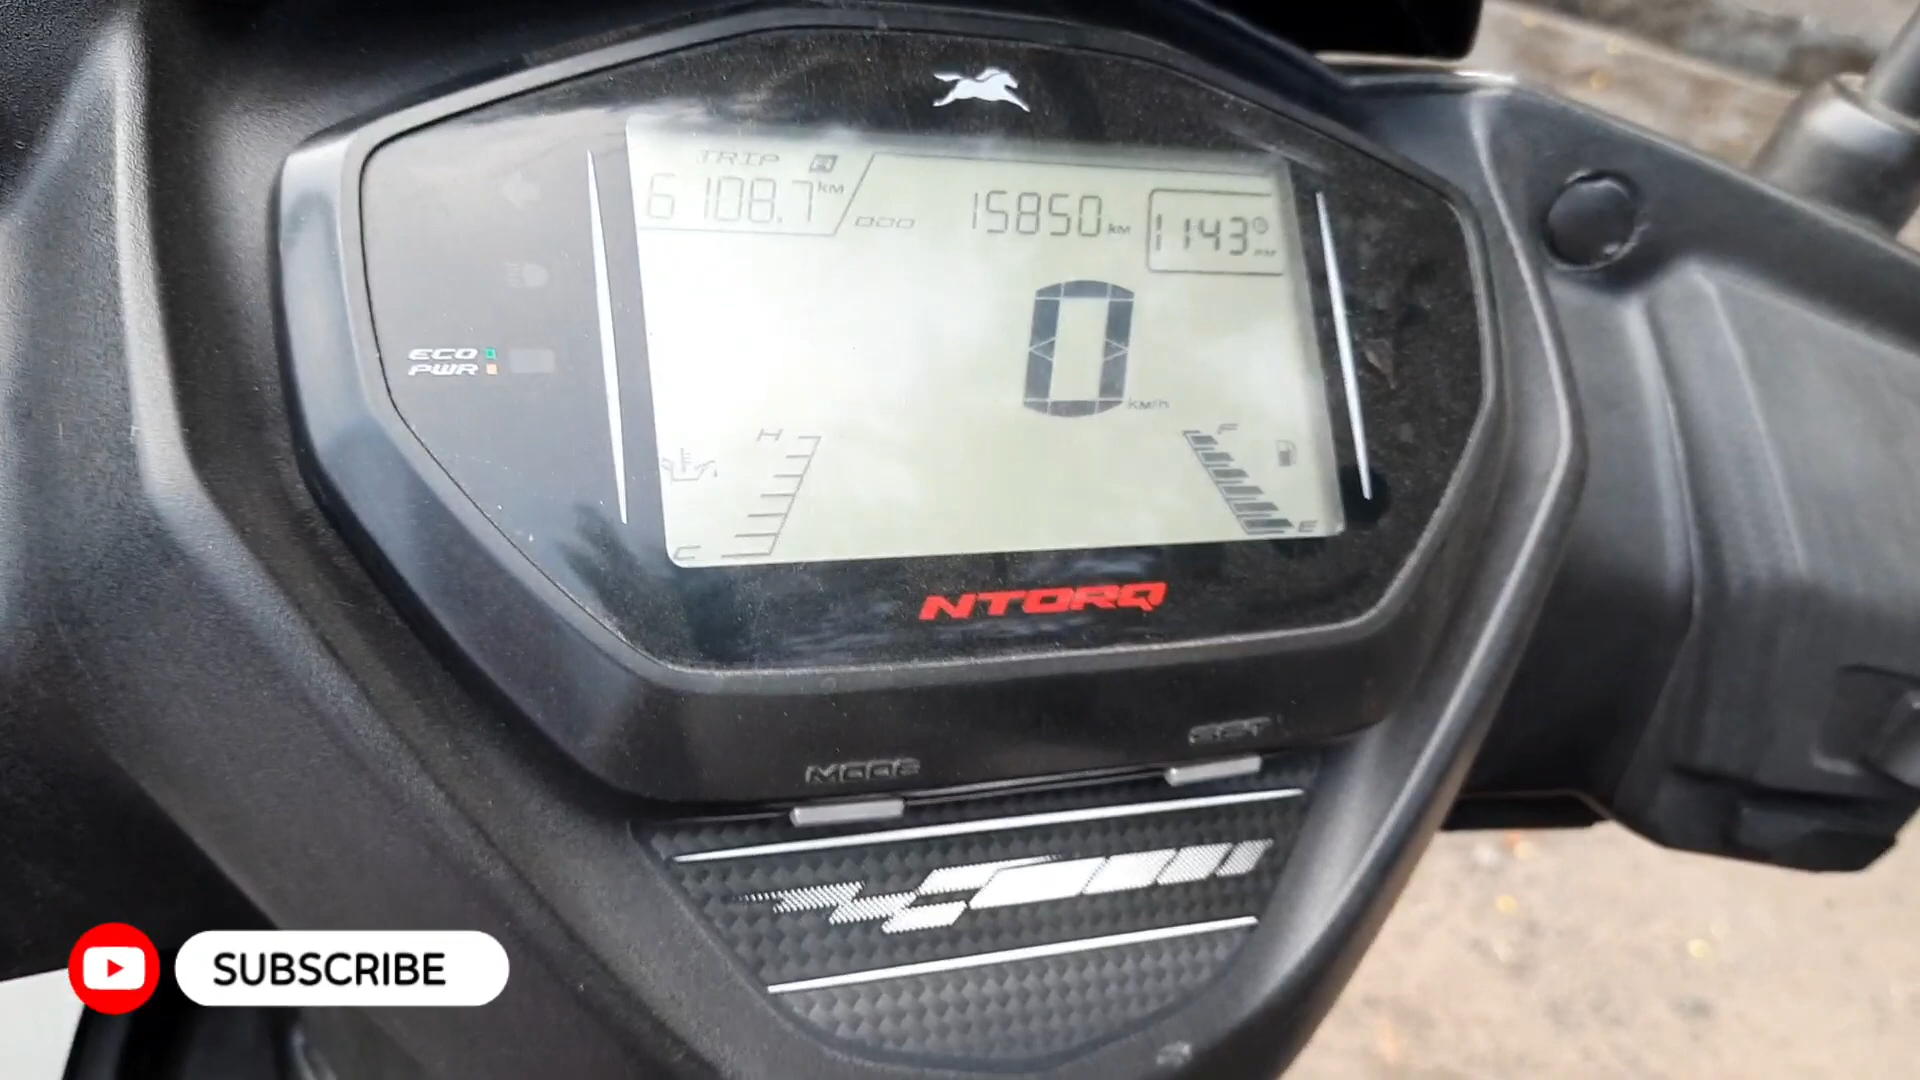 TRIP A
6108.7 km
ODO 15850 km
11:43
ECO
PWR
0 km/h
H
C
F
E
NTORQ
MODE
SET
SUBSCRIBE